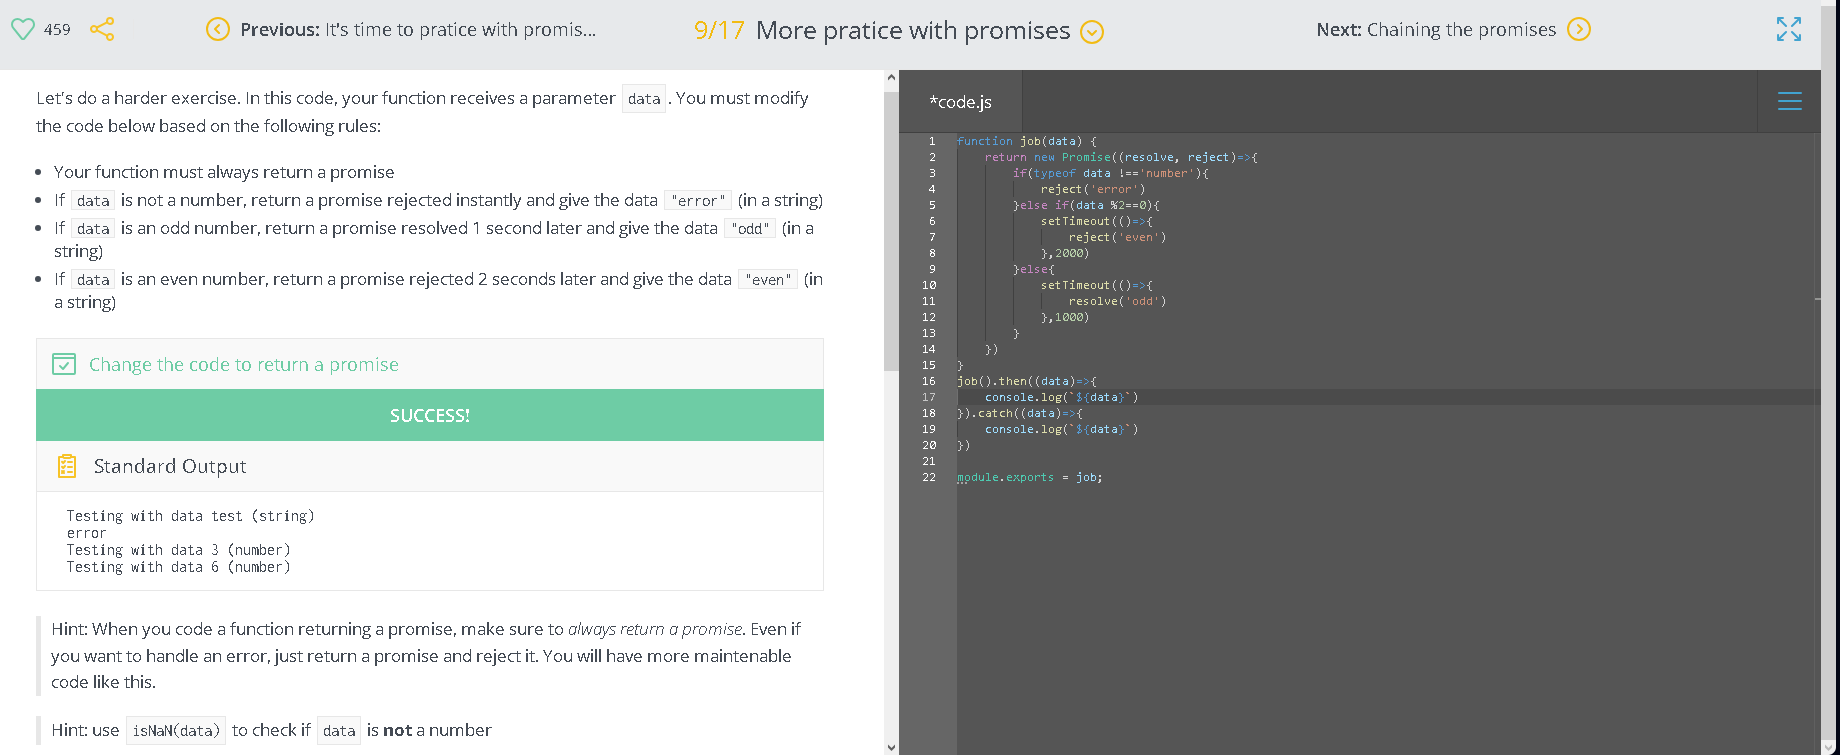 459
Previous: It's time to pratice with promis...
9/17 More pratice with promises
Next: Chaining the promises
Let's do a harder exercise. In this code, your function receives a parameter data . You must modify
the code below based on the following rules:
Your function must always return a promise
If data is not a number, return a promise rejected instantly and give the data "error" (in a string)
If data is an odd number, return a promise resolved 1 second later and give the data "odd" (in a
string)
If data is an even number, return a promise rejected 2 seconds later and give the data "even" (in
a string)
Change the code to return a promise
SUCCESS!
Standard Output
Testing with data test (string)
error
Testing with data 3 (number)
Testing with data 6 (number)
Hint: When you code a function returning a promise, make sure to always return a promise. Even if
you want to handle an error, just return a promise and reject it. You will have more maintenable
code like this.
Hint: use isNaN(data) to check if data is not a number
*code.js
1 function job(data) {
2 return new Promise((resolve, reject)=>{
3 if(typeof data !=='number'){
4 reject('error')
5 }else if(data %2==0){
6 setTimeout(()=>{
7 reject('even')
8 },2000)
9 }else{
10 setTimeout(()=>{
11 resolve('odd')
12 },1000)
13 }
14 })
15 }
16 job().then((data)=>{
17 console.log(`${data}`)
18 }).catch((data)=>{
19 console.log(`${data}`)
20 })
21
22 module.exports = job;